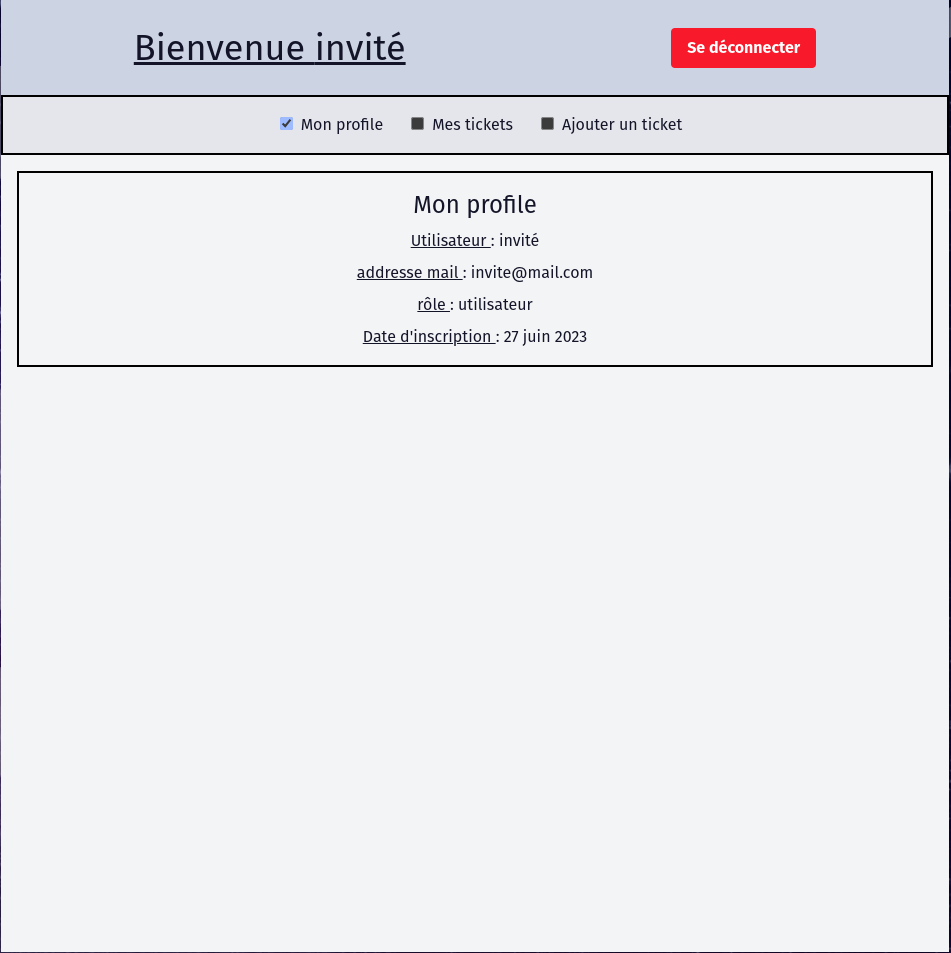 Bienvenue invité
Se déconnecter
Mon profile
Mes tickets
Ajouter un ticket
Mon profile
Utilisateur : invité
addresse mail : invite@mail.com
rôle : utilisateur
Date d'inscription : 27 juin 2023